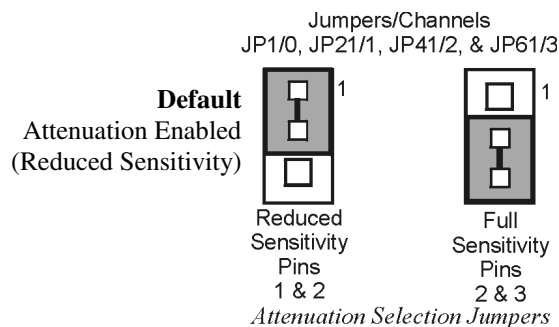 Jumpers/Channels
JP1/0, JP21/1, JP41/2, & JP61/3
Default
Attenuation Enabled
(Reduced Sensitivity)
1
1
Reduced
Sensitivity
Pins
1 & 2
Full
Sensitivity
Pins
2 & 3
Attenuation Selection Jumpers